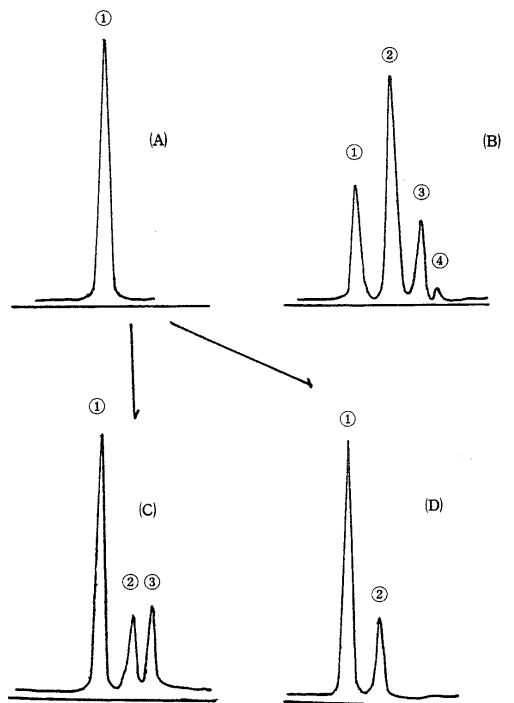 ①
(A)
②
(B)
①
③
④
①
①
(C)
(D)
② ③
②